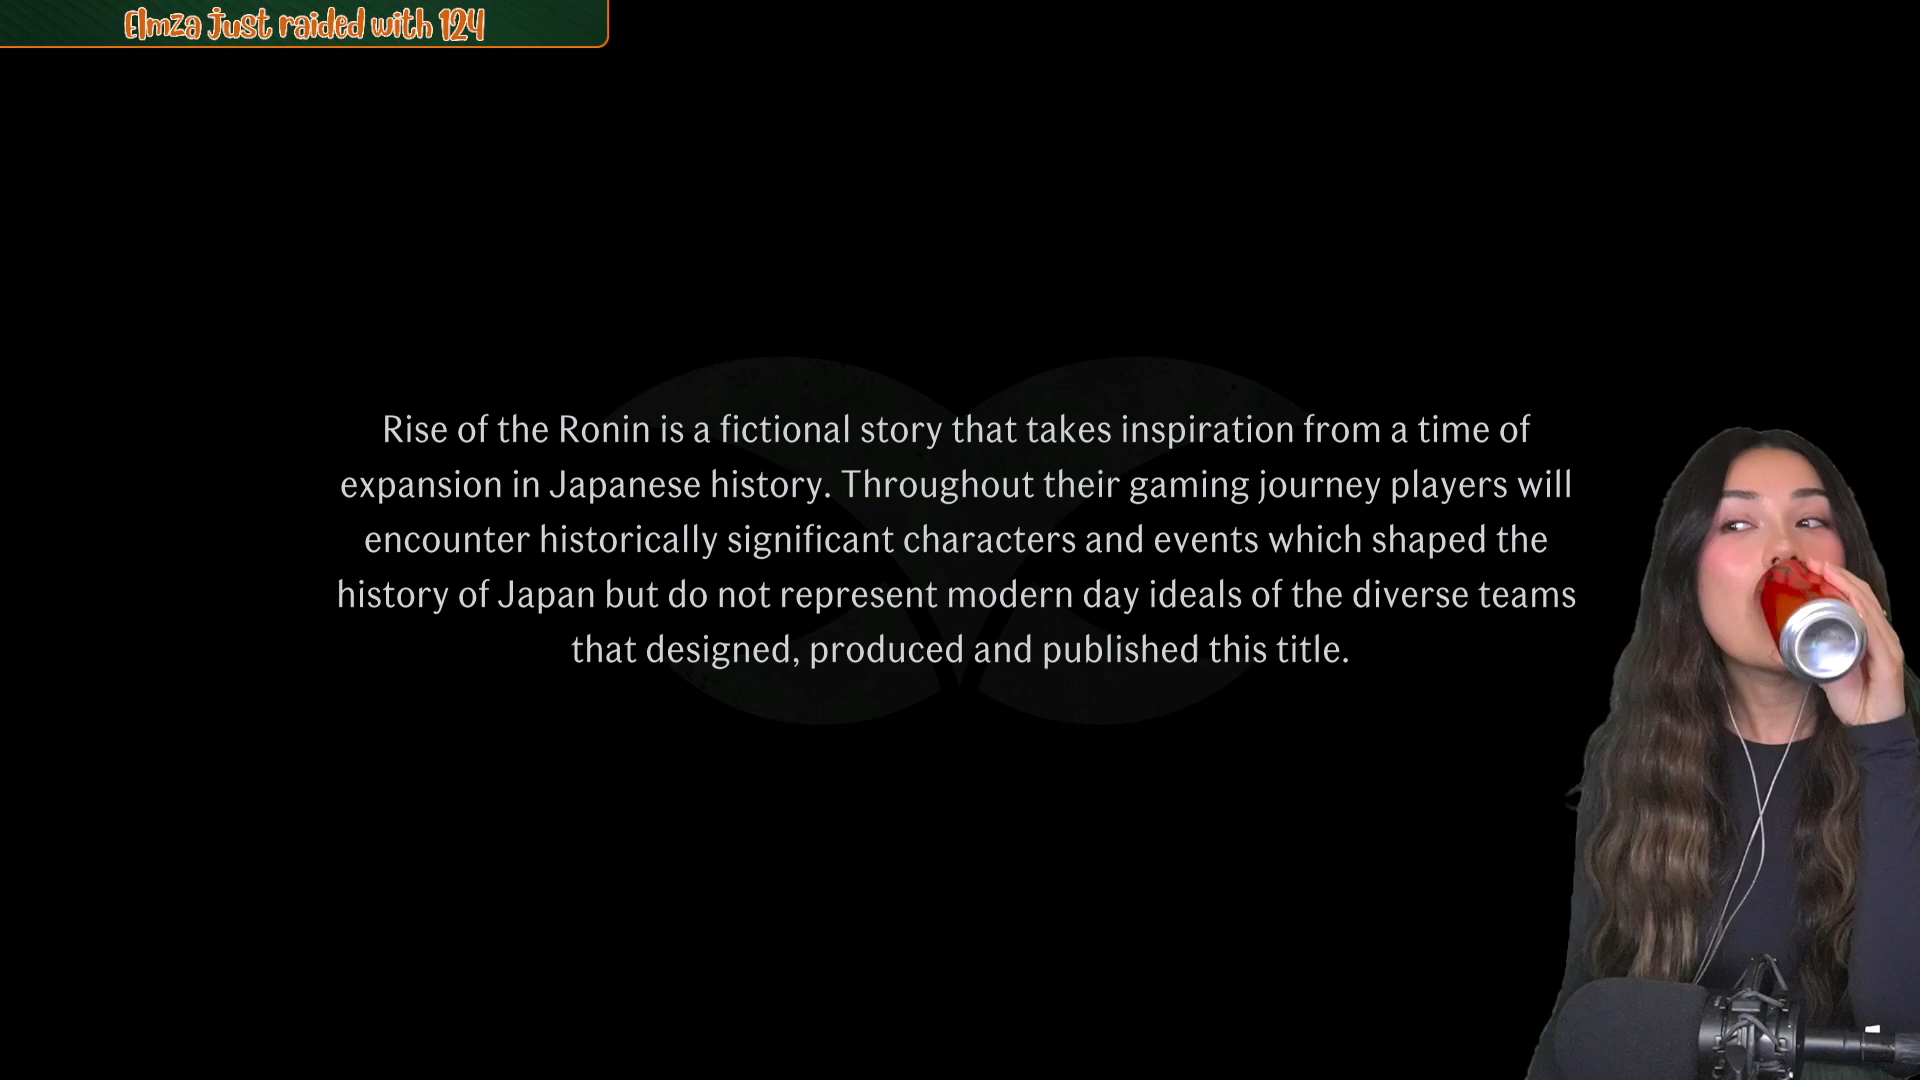 Elmza just raided with 124
Rise of the Ronin is a fictional story that takes inspiration from a time of
expansion in Japanese history. Throughout their gaming journey players will
encounter historically significant characters and events which shaped the
history of Japan but do not represent modern day ideals of the diverse teams
that designed, produced and published this title.